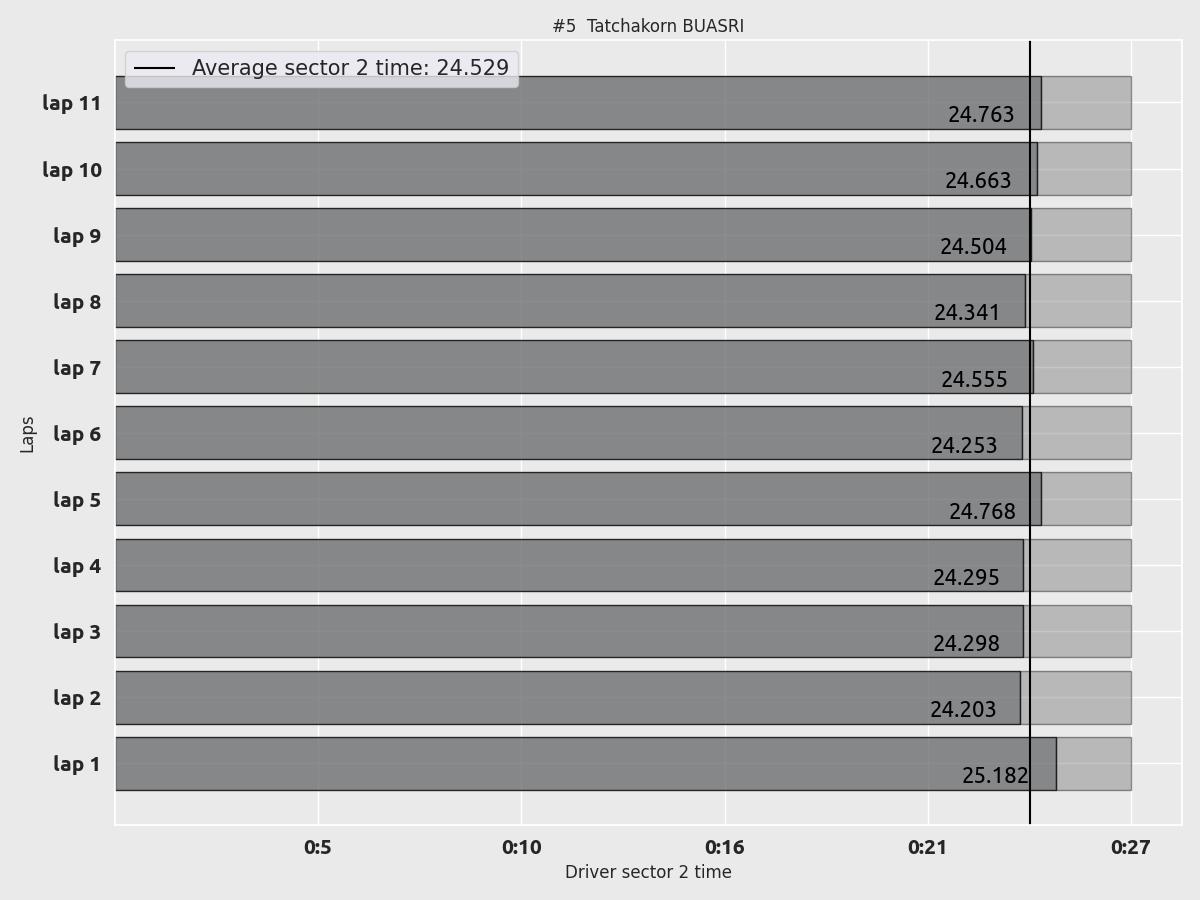 #5  Tatchakorn BUASRI
Average sector 2 time: 24.529
lap 11
24.763
lap 10
24.663
lap 9
24.504
lap 8
24.341
lap 7
24.555
lap 6
24.253
lap 5
24.768
lap 4
24.295
lap 3
24.298
lap 2
24.203
lap 1
25.182
Laps
0:5
0:10
0:16
0:21
0:27
Driver sector 2 time